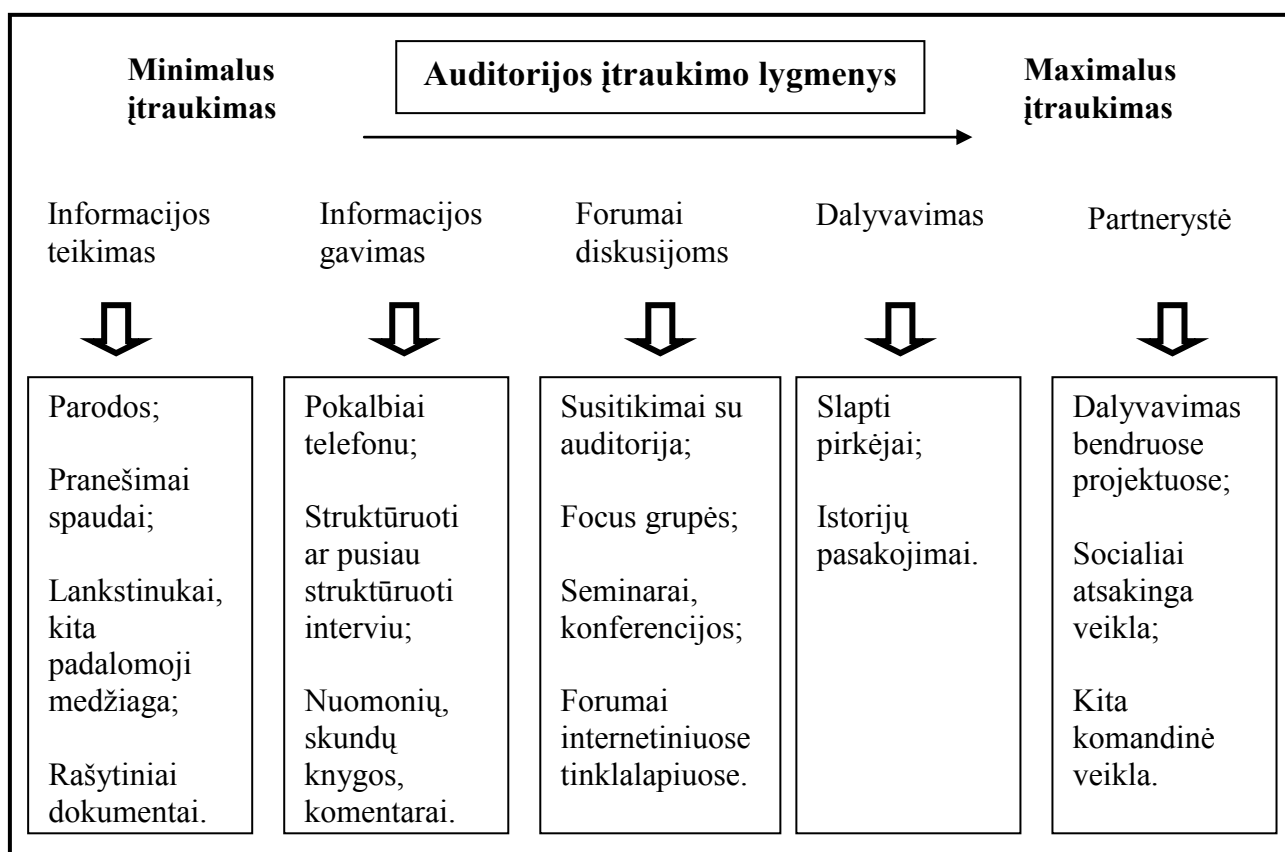 Minimalus
įtraukimas
Auditorijos įtraukimo lygmenys
Maximalus
įtraukimas
Informacijos
teikimas
Informacijos
gavimas
Forumai
diskusijoms
Dalyvavimas
Partnerystė
Parodos;
Pranešimai
spaudai;
Lankstinukai,
kita
padalomoji
medžiaga;
Rašytiniai
dokumentai.
Pokalbiai
telefonu;
Struktūruoti
ar pusiau
struktūruoti
interviu;
Nuomonių,
skundų
knygos,
komentarai.
Susitikimai su
auditorija;
Focus grupės;
Seminarai,
konferencijos;
Forumai
internetiniuose
tinklalapiuose.
Slapti
pirkėjai;
Istorijų
pasakojimai.
Dalyvavimas
bendruose
projektuose;
Socialiai
atsakinga
veikla;
Kita
komandinė
veikla.